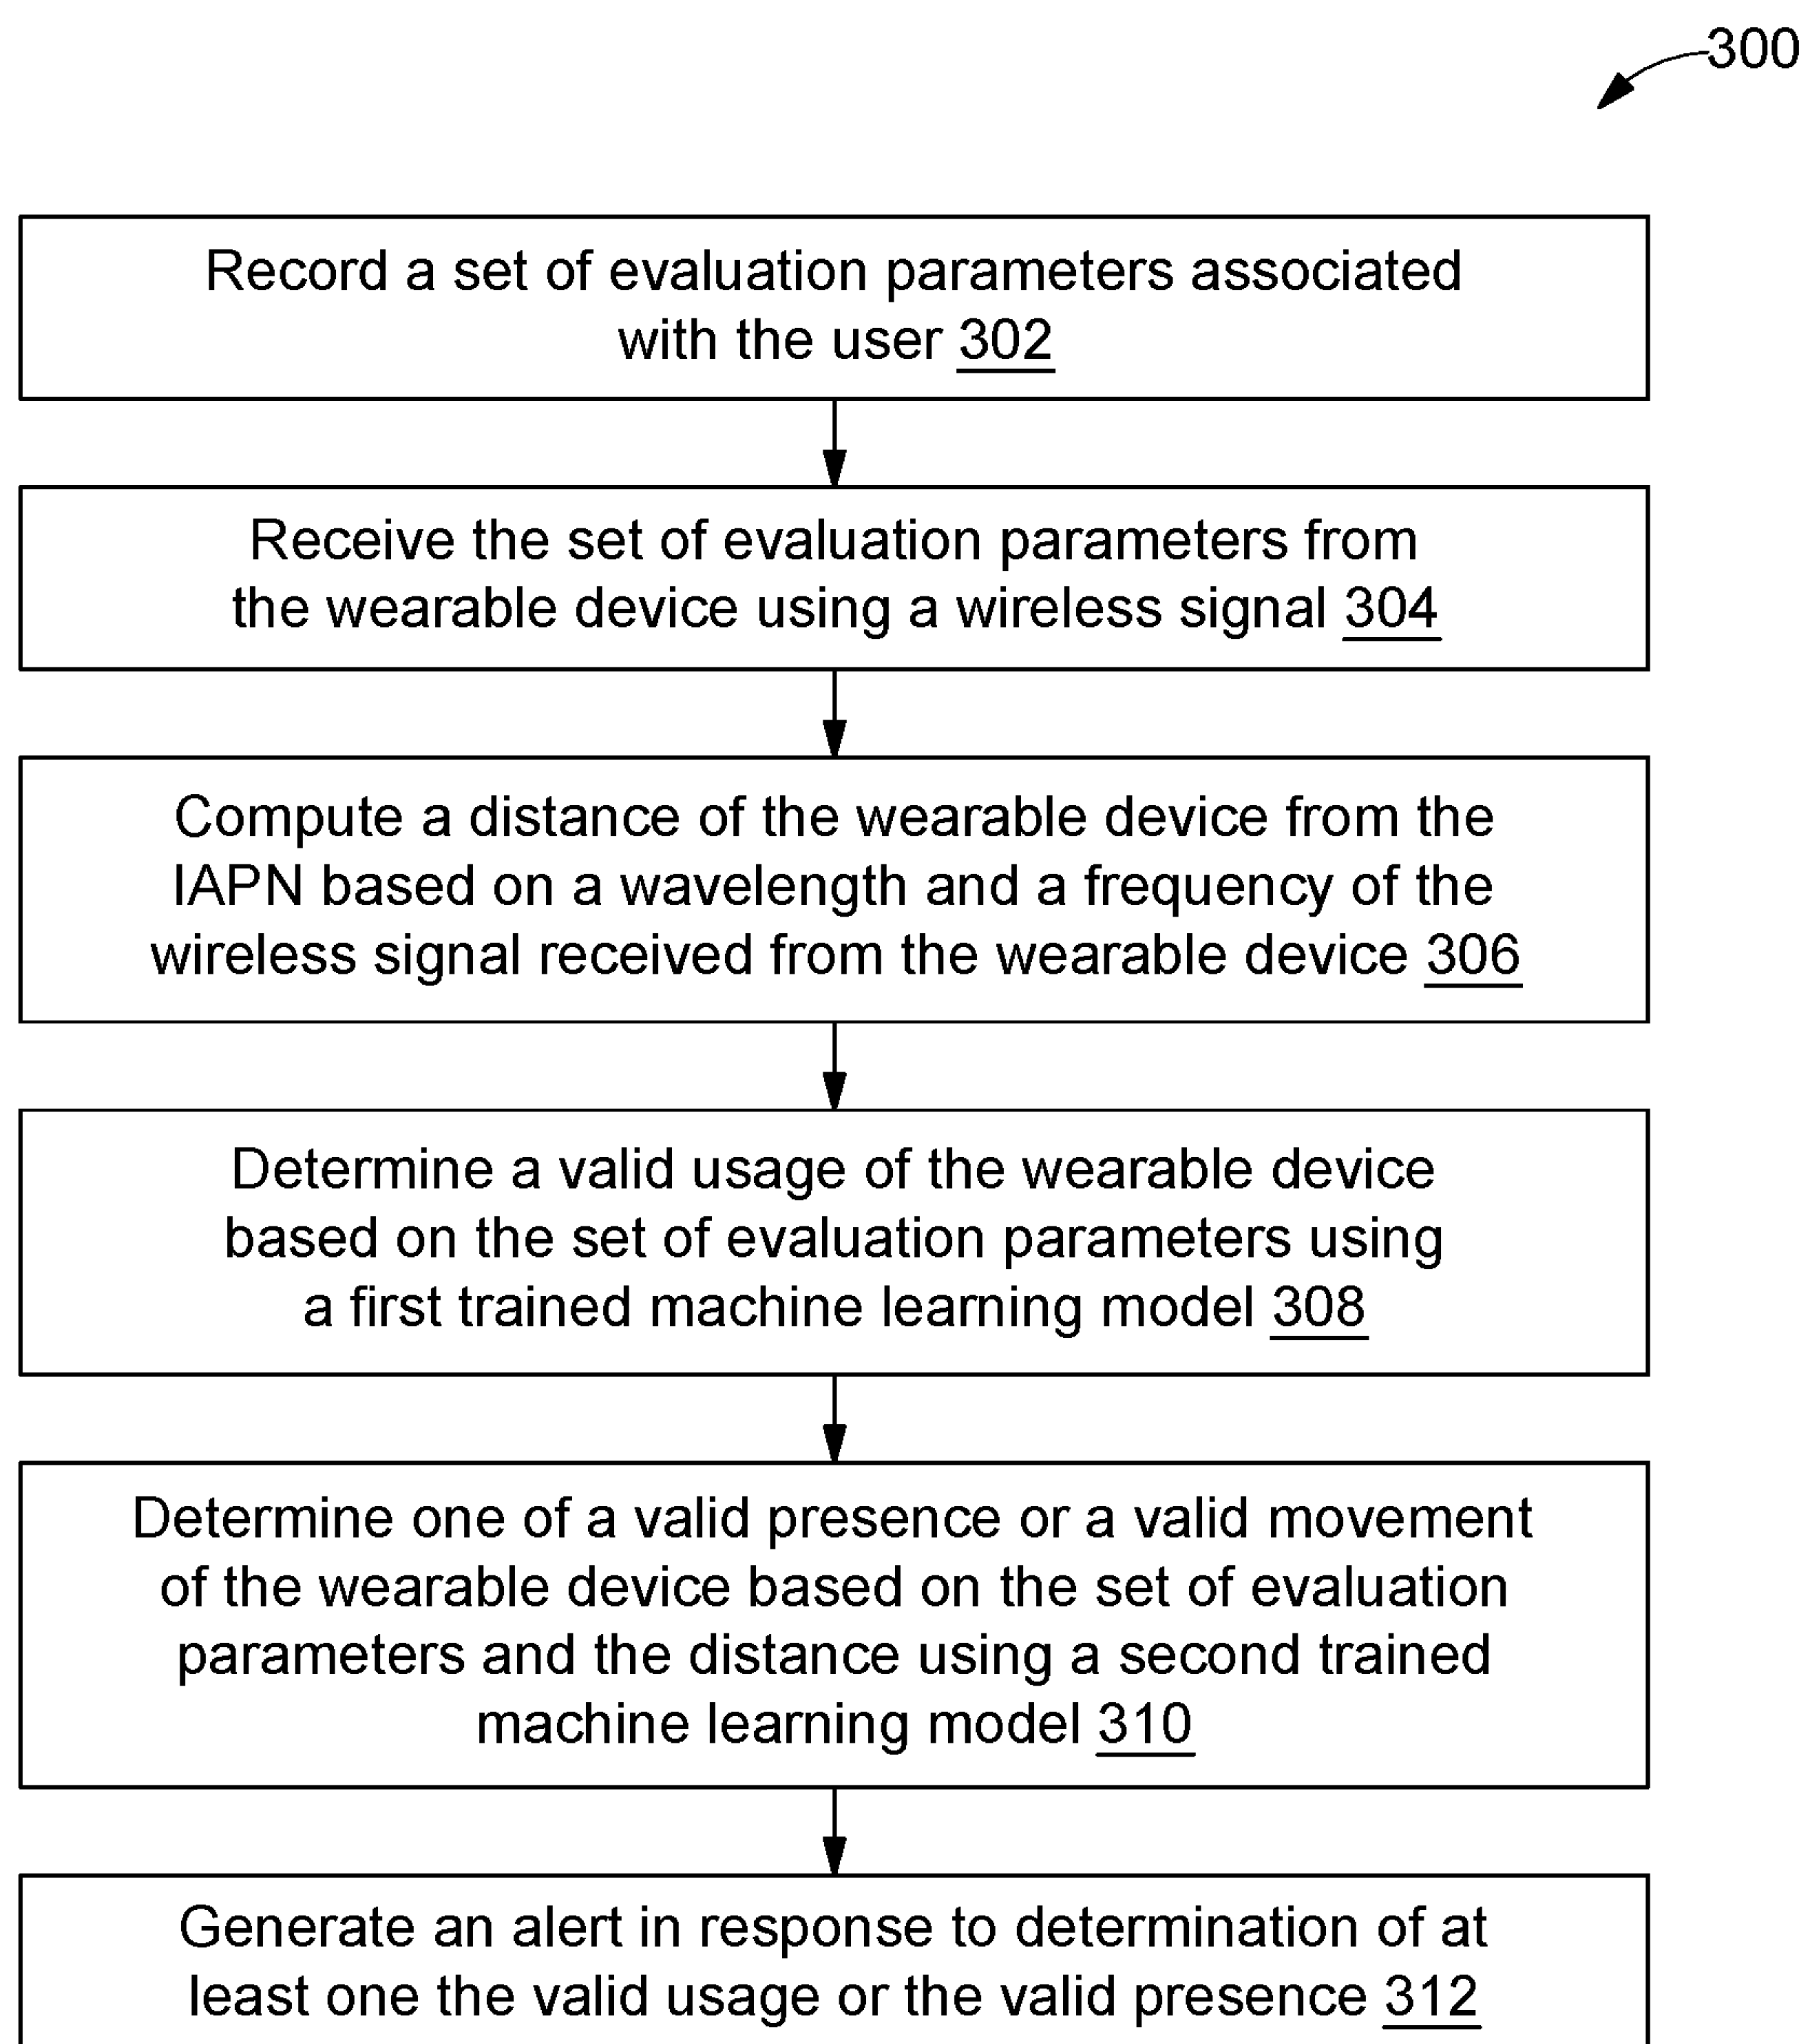 300
Record a set of evaluation parameters associated
with the user 302
Receive the set of evaluation parameters from
the wearable device using a wireless signal 304
Compute a distance of the wearable device from the
IAPN based on a wavelength and a frequency of the
wireless signal received from the wearable device 306
Determine a valid usage of the wearable device
based on the set of evaluation parameters using
a first trained machine learning model 308
Determine one of a valid presence or a valid movement
of the wearable device based on the set of evaluation
parameters and the distance using a second trained
machine learning model 310
Generate an alert in response to determination of at
least one the valid usage or the valid presence 312